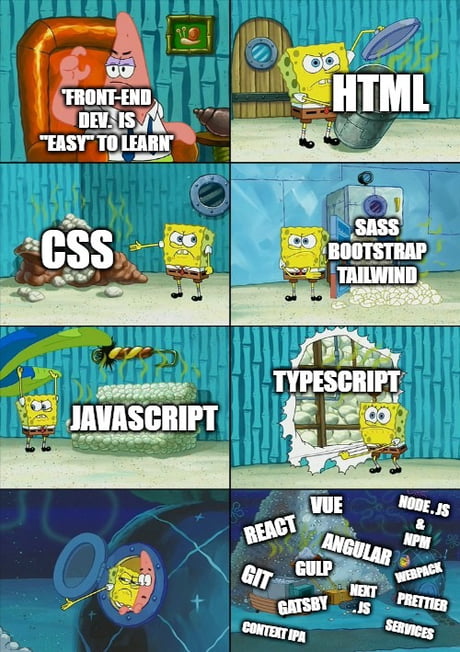 "FRONT-END
DEV. IS
"EASY" TO LEARN"
HTML
CSS
SASS
BOOTSTRAP
TAILWIND
JAVASCRIPT
TYPESCRIPT
VUE
NODE.JS
&
NPM
REACT
ANGULAR
GULP
GIT
WEBPACK
NEXT
.JS
GATSBY
PRETTIER
CONTEXT IPA
SERVICES